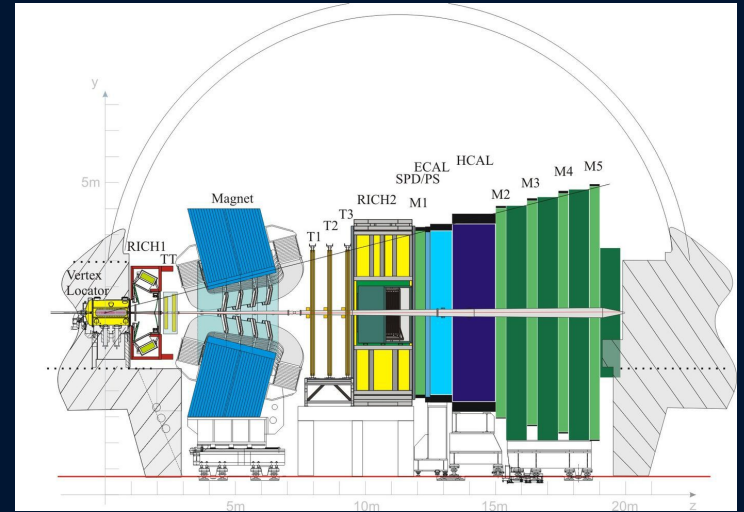 y
5m
HCAL
ECAL
SPD/PS
M1
M2
M3
M4
M5
RICH2
Magnet
T1
T2
T3
RICH1
TT
Vertex
Locator
5m
10m
15m
20m
z